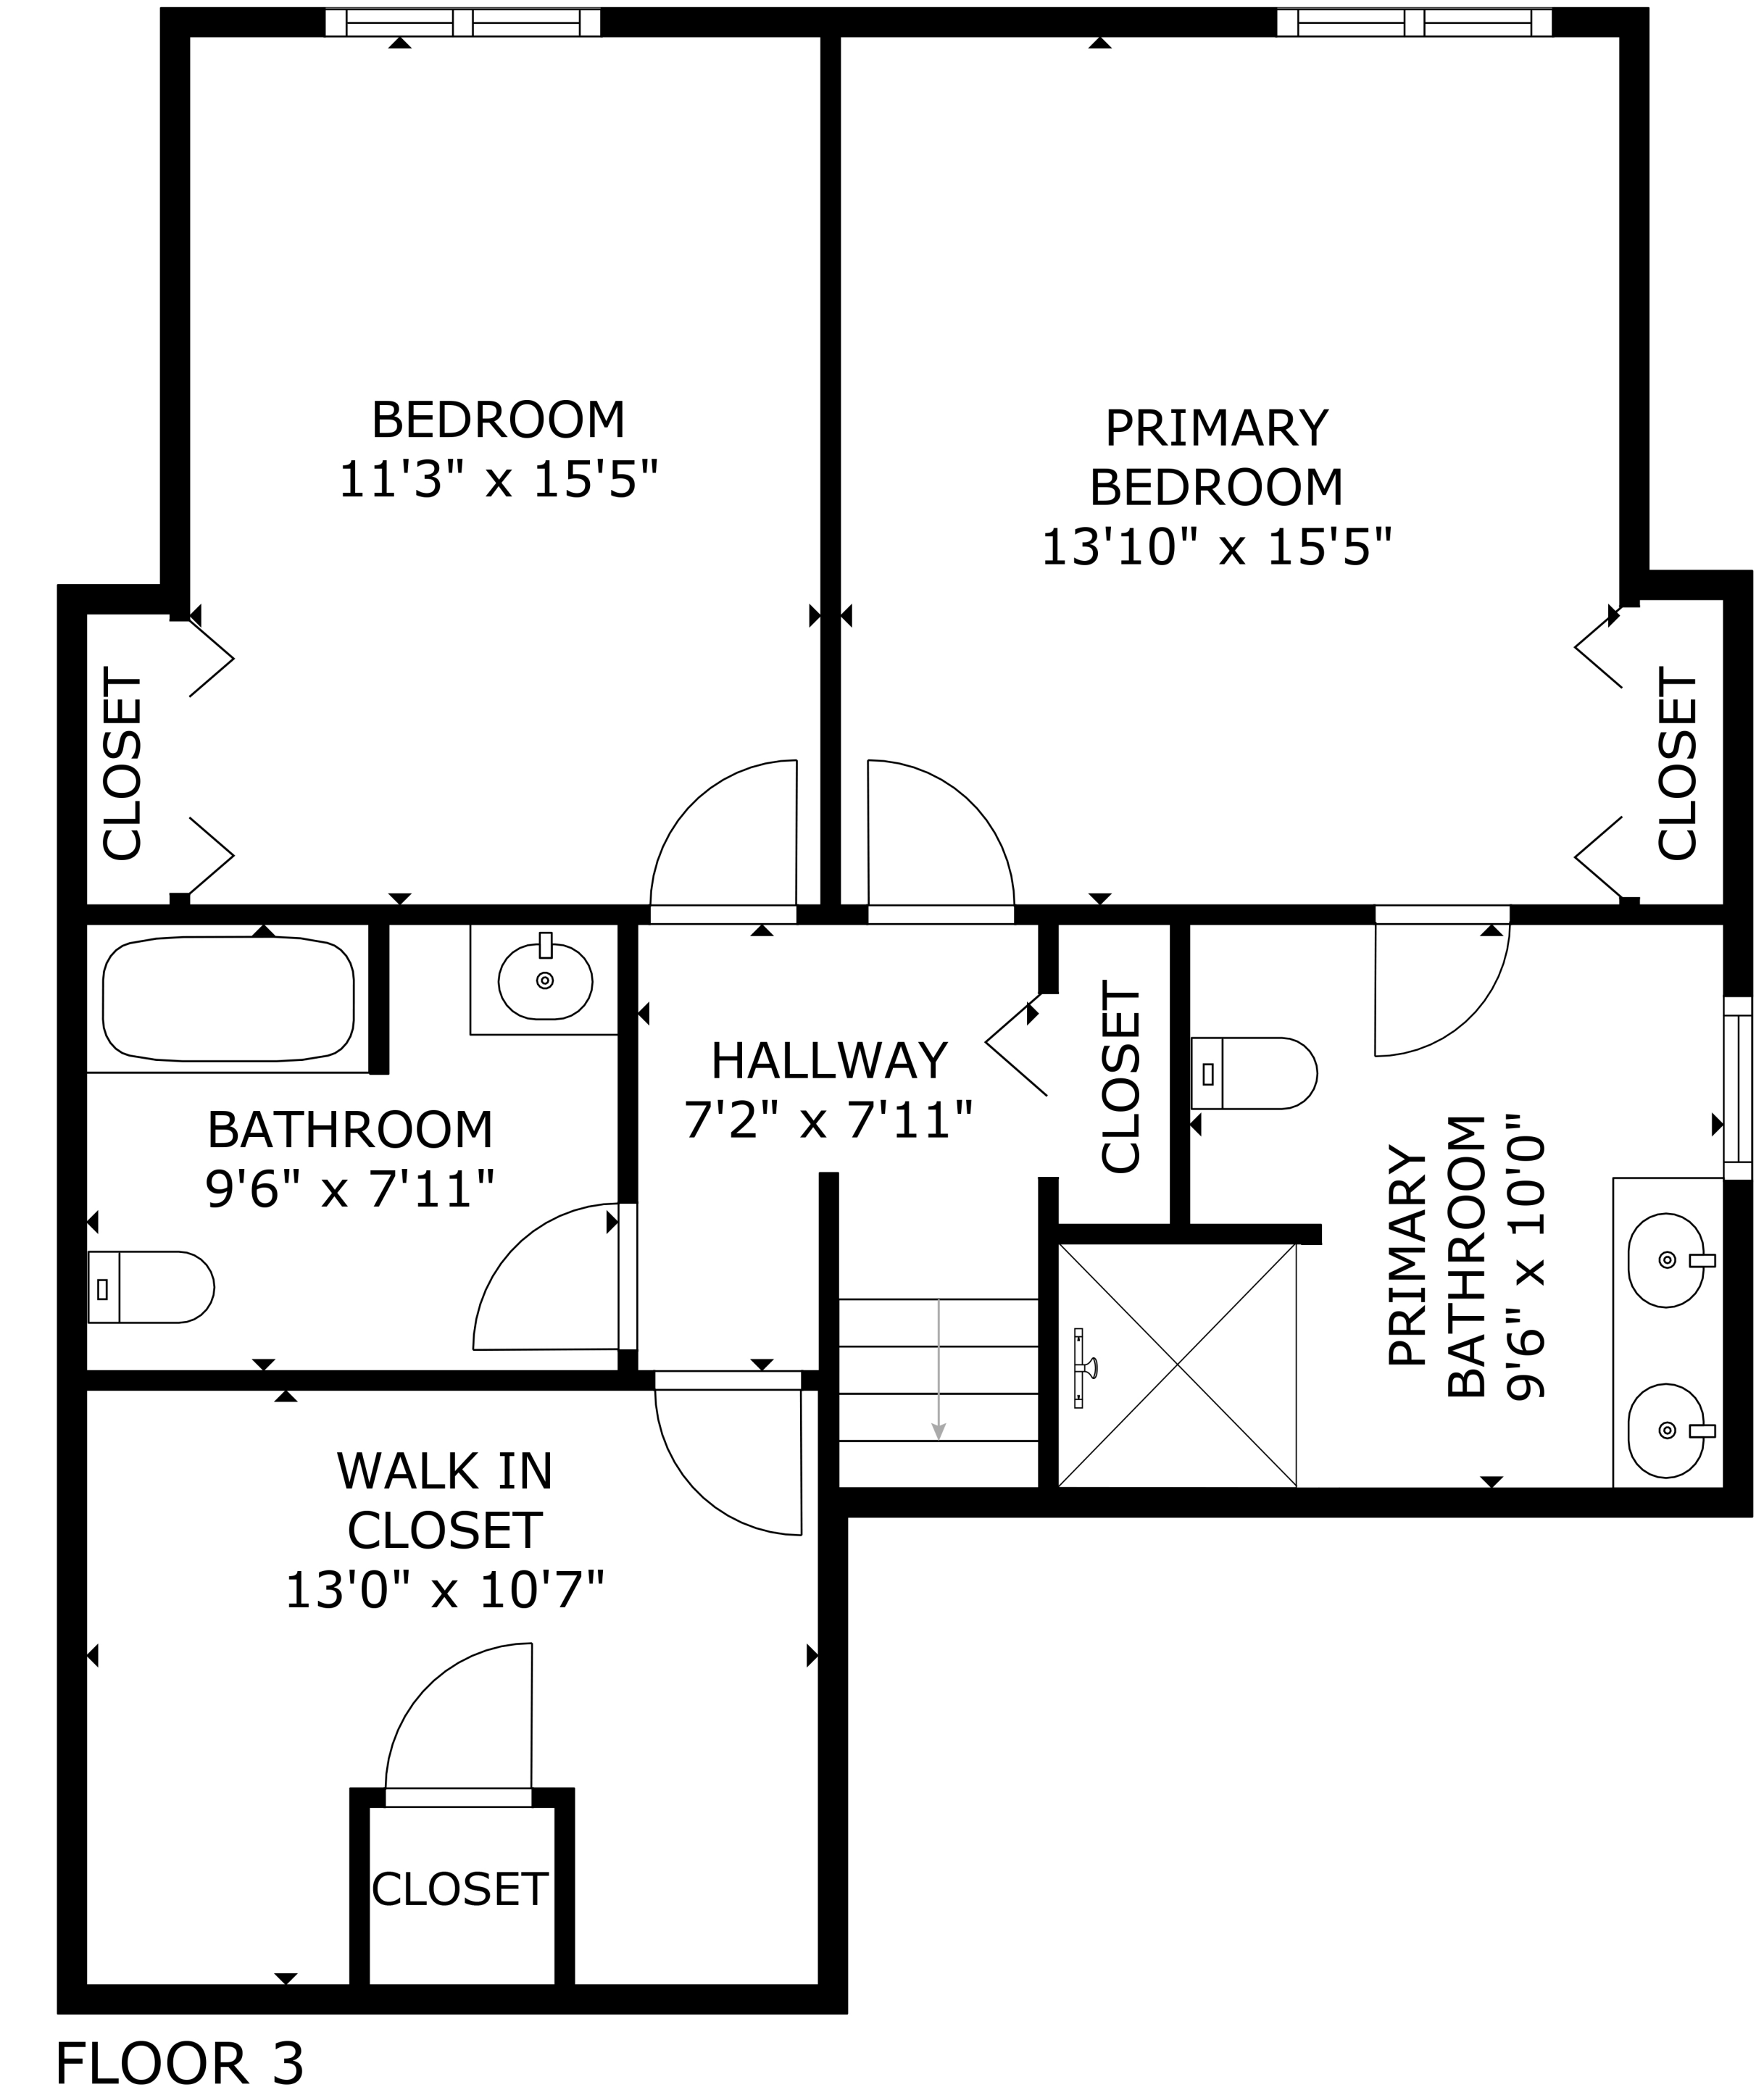 BEDROOM
11'3" x 15'5"
PRIMARY
BEDROOM
13'10" x 15'5"
CLOSET
CLOSET
HALLWAY
7'2" x 7'11"
CLOSET
BATHROOM
9'6" x 7'11"
PRIMARY
BATHROOM
9'6" x 10'0"
WALK IN
CLOSET
13'0" x 10'7"
CLOSET
FLOOR 3